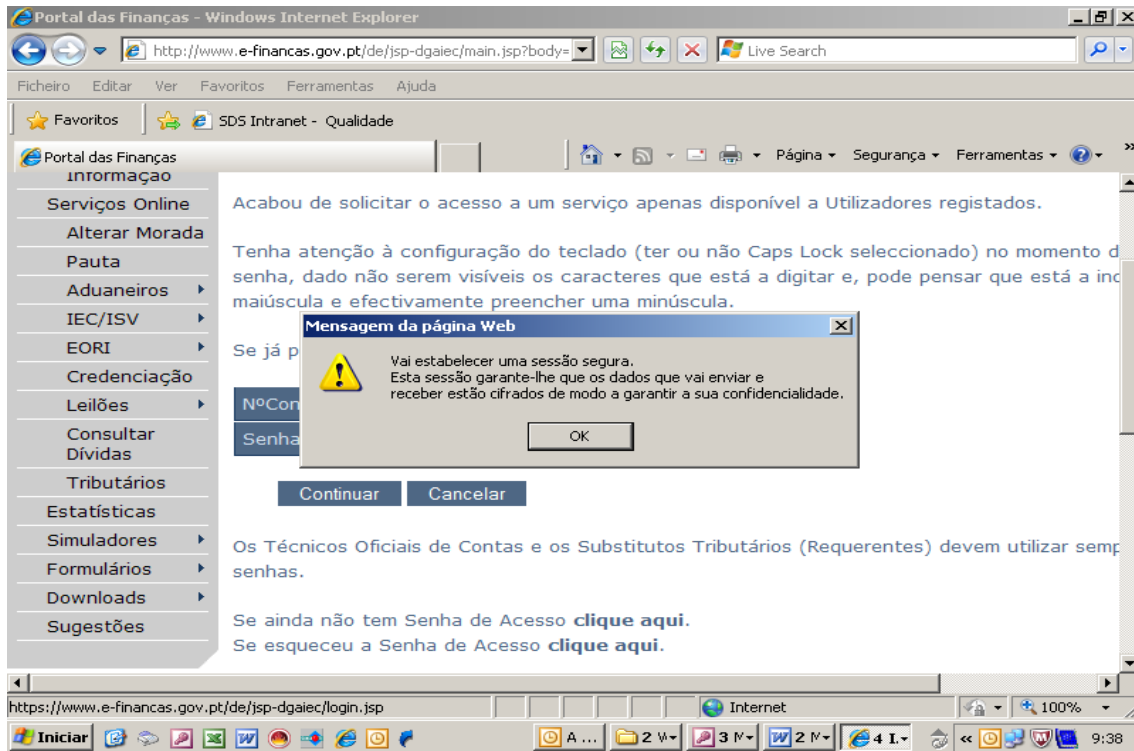 Portal das Finanças - Windows Internet Explorer
http://www.e-financas.gov.pt/de/jsp-dgaiec/main.jsp?body=
Live Search
Ficheiro Editar Ver Favoritos Ferramentas Ajuda
Favoritos SDS Intranet - Qualidade
Portal das Finanças
Página Segurança Ferramentas »
Informação
Serviços Online
Alterar Morada
Pauta
Aduaneiros
IEC/ISV
EORI
Credenciação
Leilões
Consultar
Dívidas
Tributários
Estatísticas
Simuladores
Formulários
Downloads
Sugestões
Acabou de solicitar o acesso a um serviço apenas disponível a Utilizadores registados.
Tenha atenção à configuração do teclado (ter ou não Caps Lock seleccionado) no momento d
senha, dado não serem visíveis os caracteres que está a digitar e, pode pensar que está a inc
maiúscula e efectivamente preencher uma minúscula.
Se já p
NºCon
Senha
Mensagem da página Web
Vai estabelecer uma sessão segura.
Esta sessão garante-lhe que os dados que vai enviar e
receber estão cifrados de modo a garantir a sua confidencialidade.
OK
Continuar Cancelar
Os Técnicos Oficiais de Contas e os Substitutos Tributários (Requerentes) devem utilizar semp
senhas.
Se ainda não tem Senha de Acesso clique aqui.
Se esqueceu a Senha de Acesso clique aqui.
https://www.e-financas.gov.pt/de/jsp-dgaiec/login.jsp
Internet
100%
Iniciar
A ... 2 3 2 4 I.
« 9:38